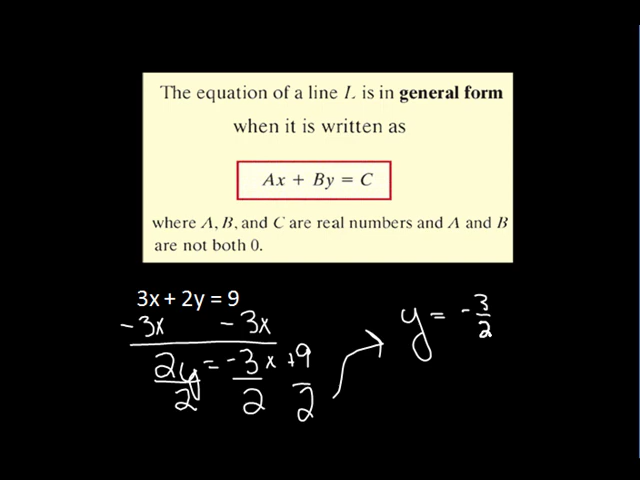 The equation of a line L is in general form
when it is written as
Ax + By = C
where A, B, and C are real numbers and A and B
are not both 0.
3x + 2y = 9
-3x -3x
2y = -3x +9
2 2 2
y = -3/2